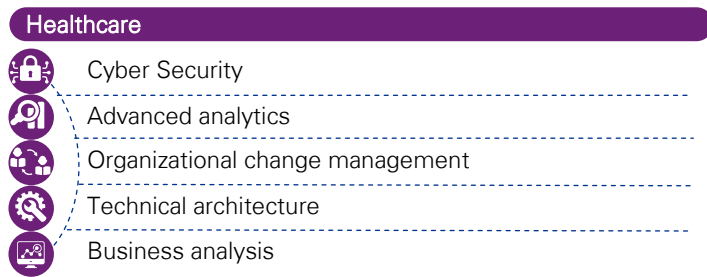 Healthcare
Cyber Security
Advanced analytics
Organizational change management
Technical architecture
Business analysis